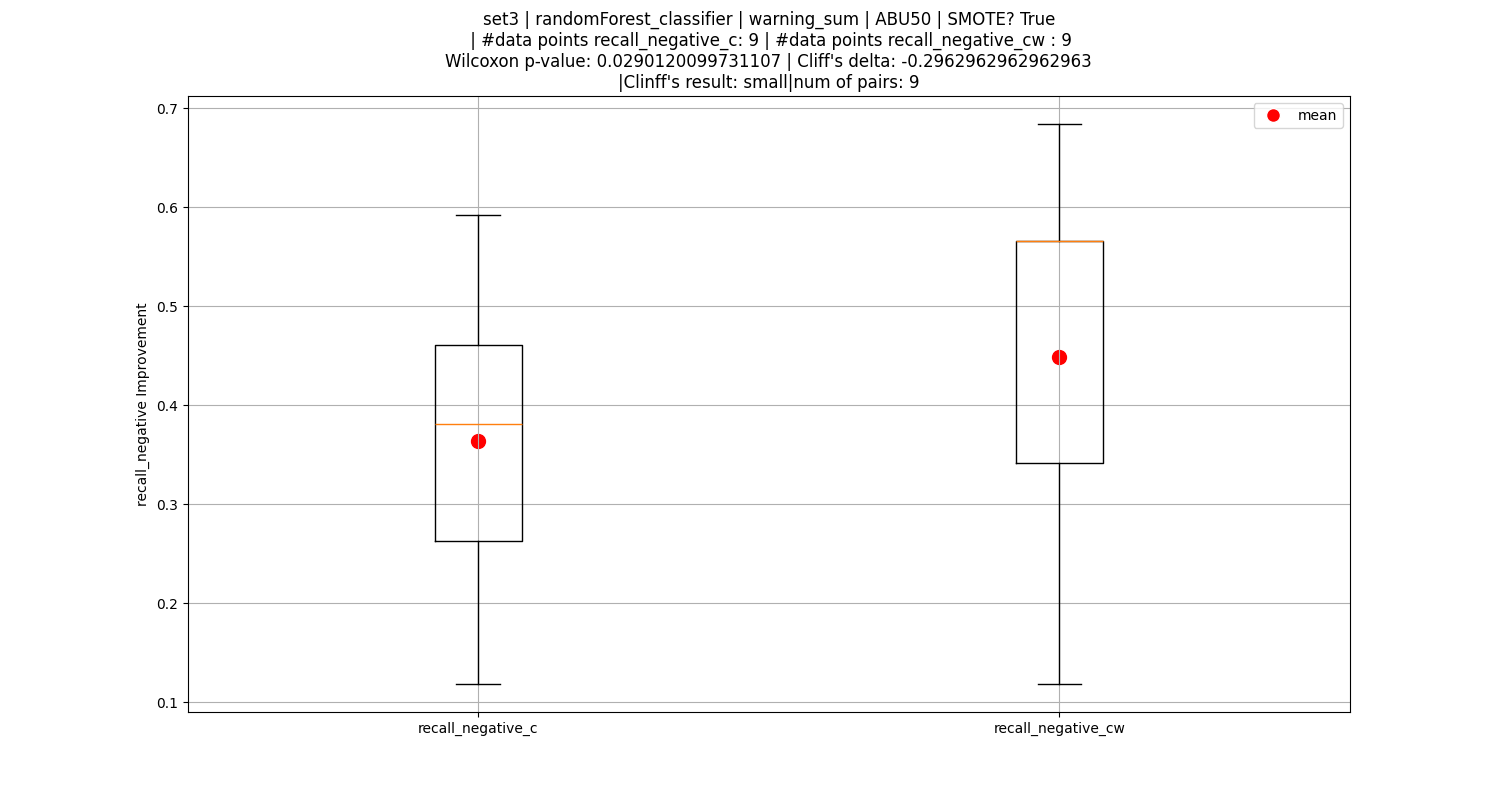 set3 | randomForest_classifier | warning_sum | ABU50 | SMOTE? True
| #data points recall_negative_c: 9 | #data points recall_negative_cw : 9
Wilcoxon p-value: 0.0290120099731107 | Cliff's delta: -0.2962962962962963
|Clinff's result: small|num of pairs: 9
mean
0.7
0.6
0.5
0.4
0.3
0.2
0.1
recall_negative Improvement
recall_negative_c
recall_negative_cw